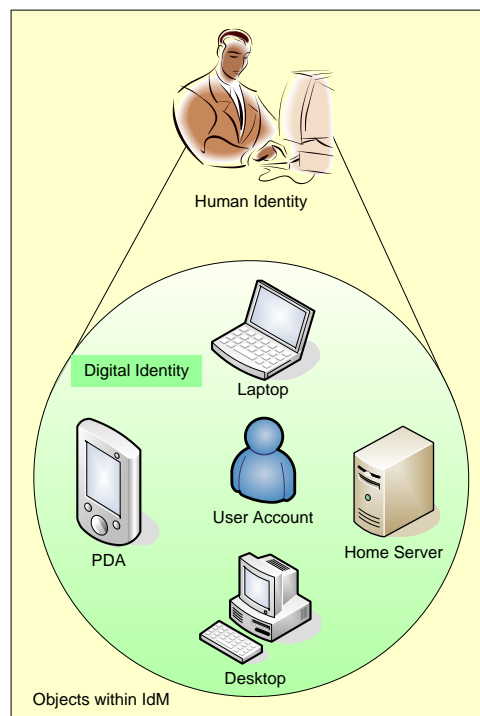 Human Identity
Digital Identity
Laptop
User Account
PDA
Home Server
Desktop
Objects within IdM